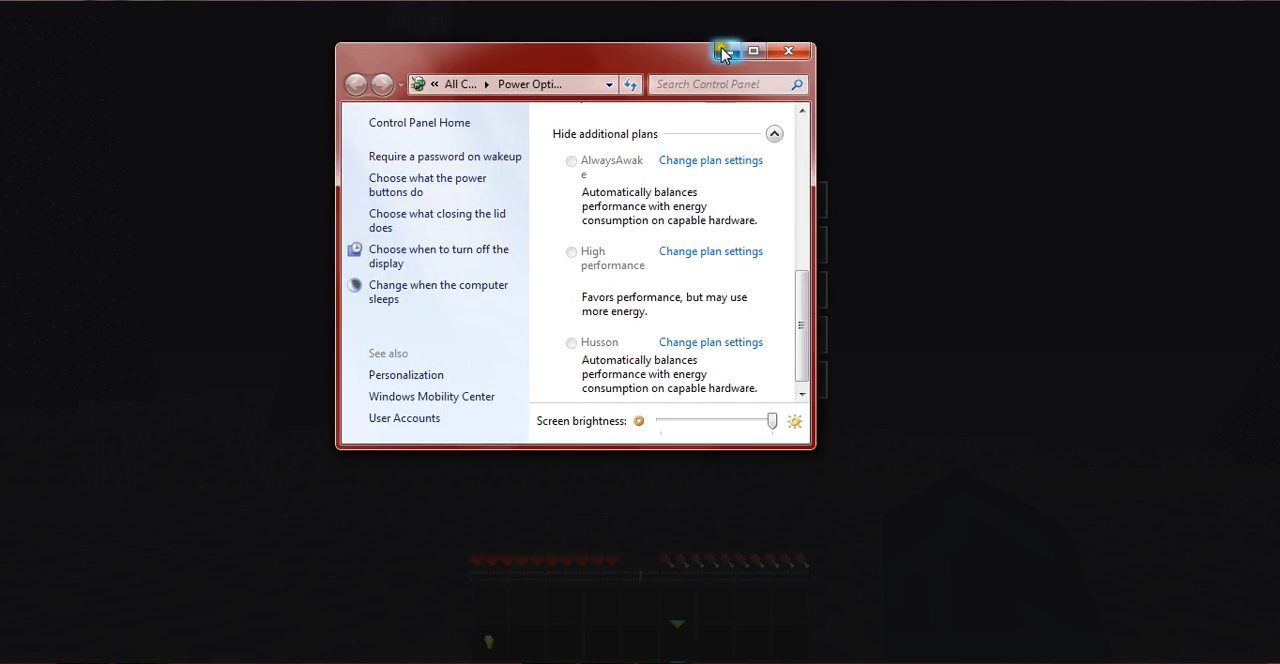 « All C... ▸ Power Opti...
Search Control Panel
Control Panel Home
Require a password on wakeup
Choose what the power
buttons do
Choose what closing the lid
does
Choose when to turn off the
display
Change when the computer
sleeps
See also
Personalization
Windows Mobility Center
User Accounts
Hide additional plans
AlwaysAwak
e
Change plan settings
Automatically balances
performance with energy
consumption on capable hardware.
High
performance
Change plan settings
Favors performance, but may use
more energy.
Husson
Change plan settings
Automatically balances
performance with energy
consumption on capable hardware.
Screen brightness: